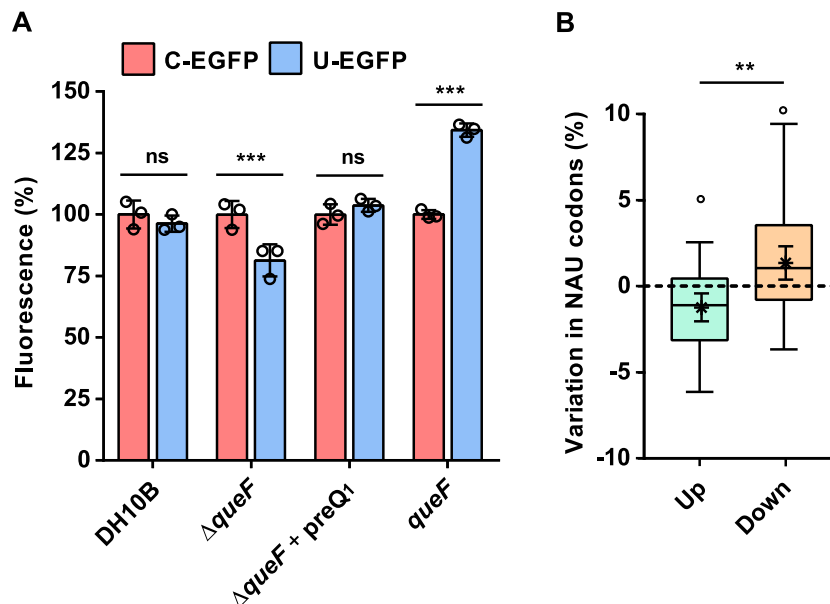 A
C-EGFP U-EGFP
Fluorescence (%)
150
125
100
75
50
25
0
ns
***
ns
***
DH10B
ΔqueF
ΔqueF + preQ1
queF
B
Variation in NAU codons (%)
10
5
0
-5
-10
**
Up
Down